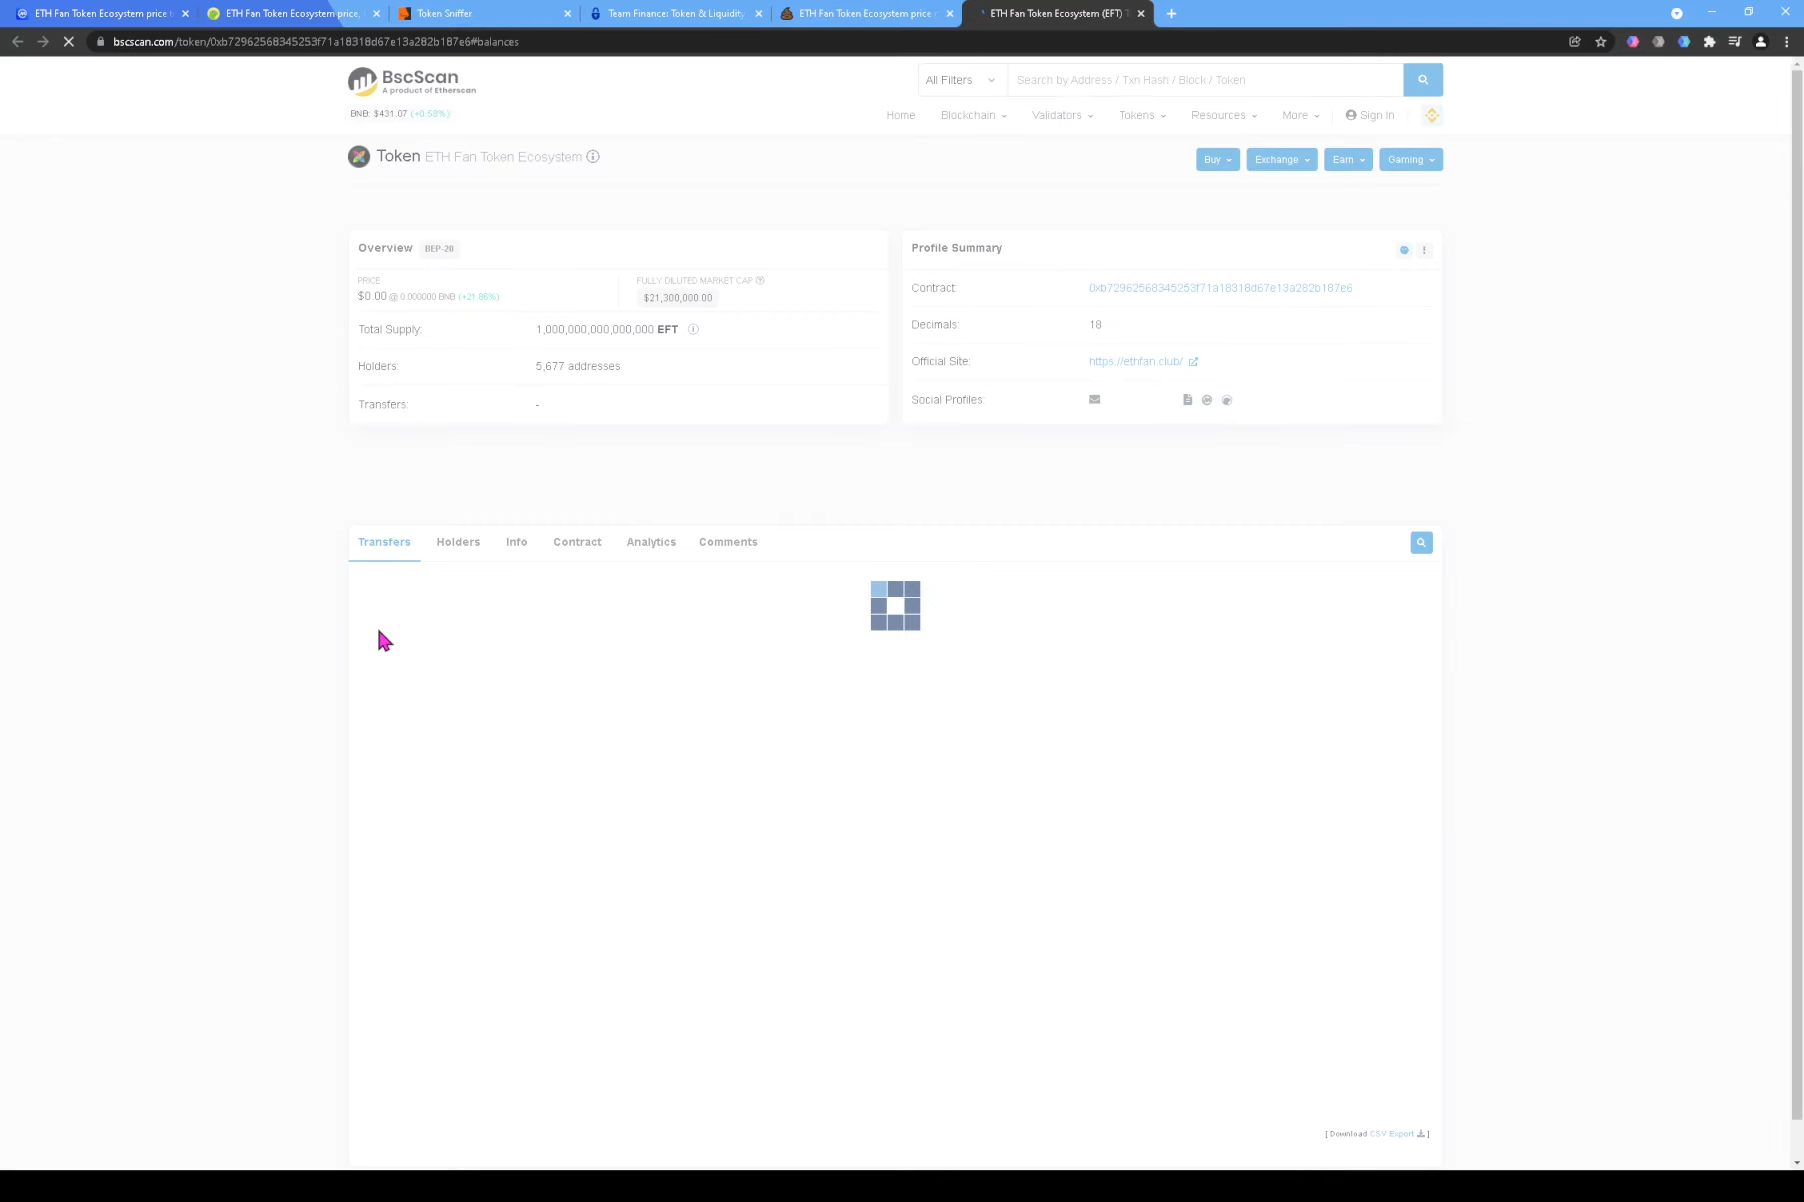 ETH Fan Token Ecosystem price t
ETH Fan Token Ecosystem price,
Token Sniffer
Team Finance: Token & Liquidity
ETH Fan Token Ecosystem price
ETH Fan Token Ecosystem (EFT) T
bscscan.com/token/0xb72962568345253f71a18318d67e13a282b187e6#balances
BscScan
A product of Etherscan
All Filters
Search by Address / Txn Hash / Block / Token
BNB: $431.07 (+0.58%)
Home Blockchain Validators Tokens Resources More Sign In
Token ETH Fan Token Ecosystem
Buy Exchange Earn Gaming
Overview BEP-20
PRICE
$0.00 @ 0.000000 BNB (+21.86%)
FULLY DILUTED MARKET CAP
$21,300,000.00
Total Supply: 1,000,000,000,000,000 EFT
Holders: 5,677 addresses
Transfers: -
Profile Summary
Contract: 0xb72962568345253f71a18318d67e13a282b187e6
Decimals: 18
Official Site: https://ethfan.club/
Social Profiles:
Transfers Holders Info Contract Analytics Comments
[ Download CSV Export ]